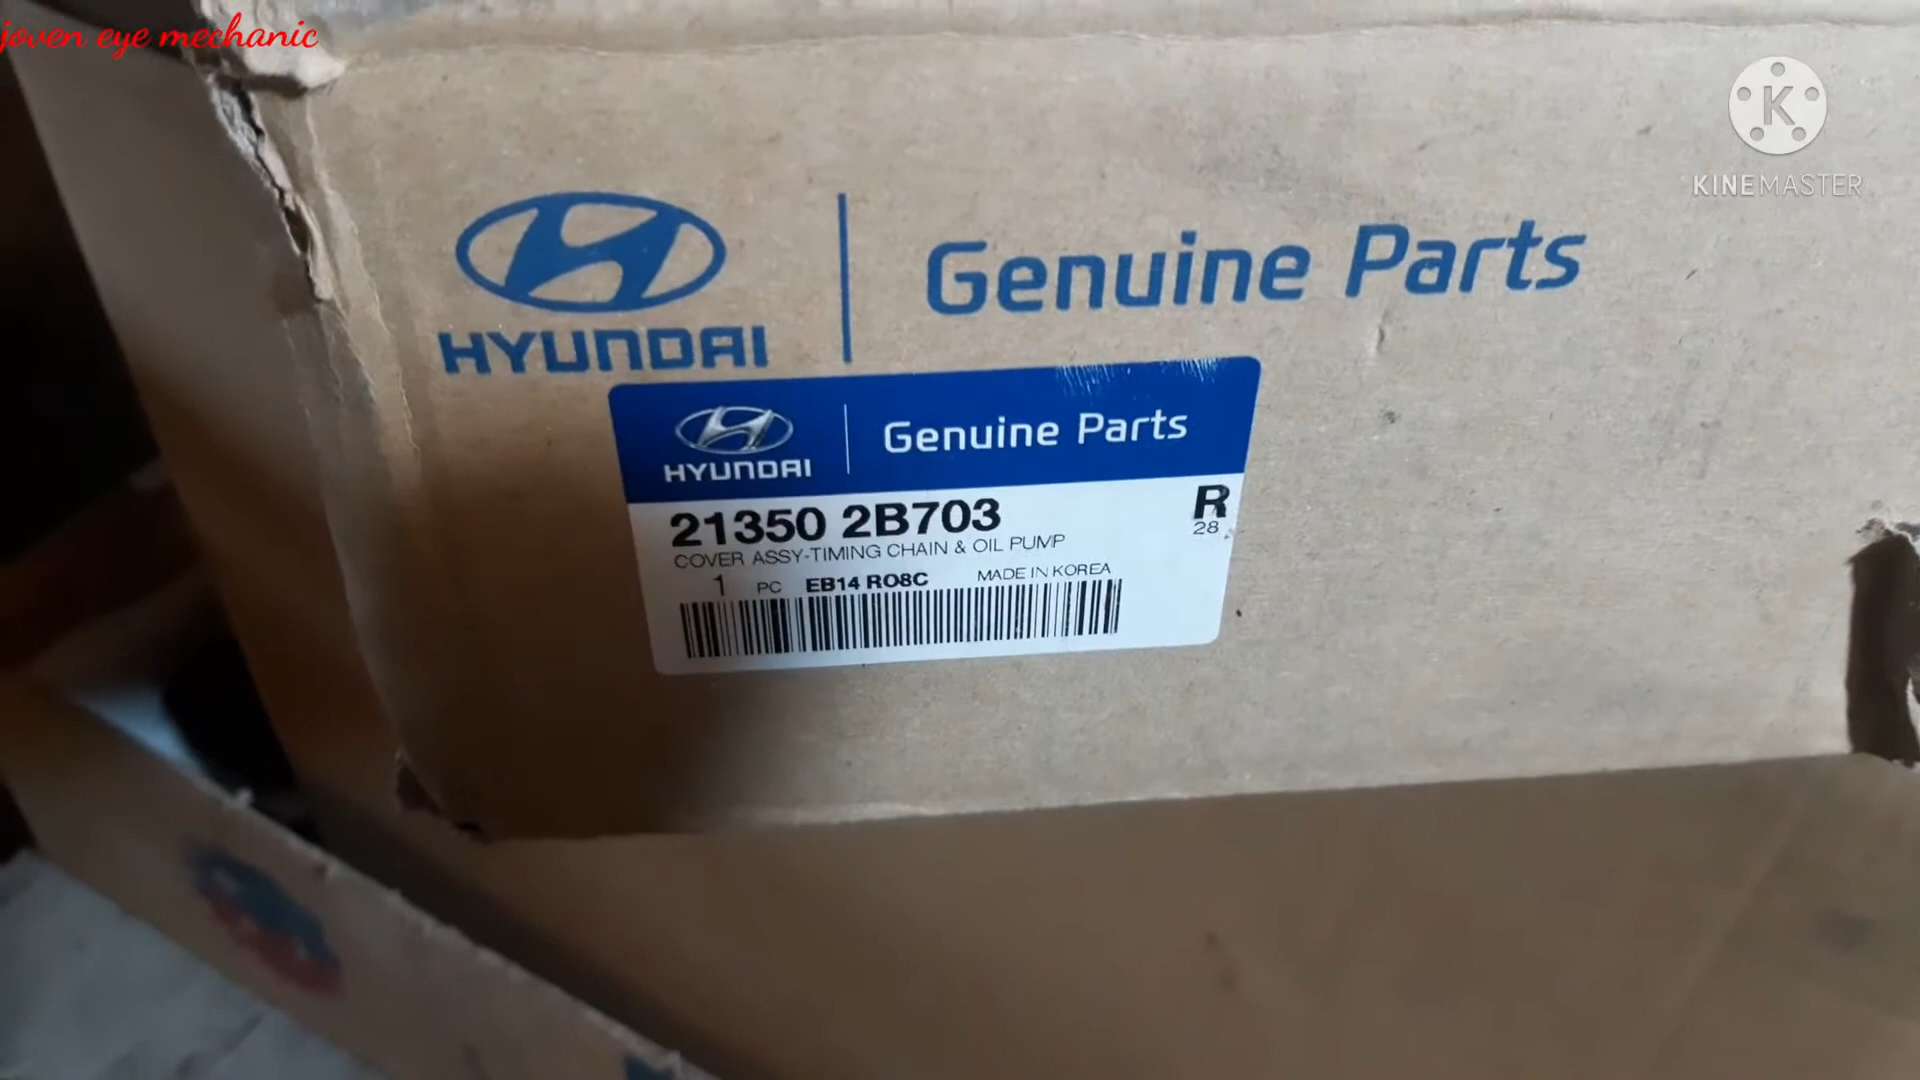 joven eye mechanic
K
KINEMASTER
HYUNDAI
Genuine Parts
HYUNDAI
Genuine Parts
21350 2B703
R
28
COVER ASSY-TIMING CHAIN & OIL PUMP
1 PC EB14 RO8C MADE IN KOREA